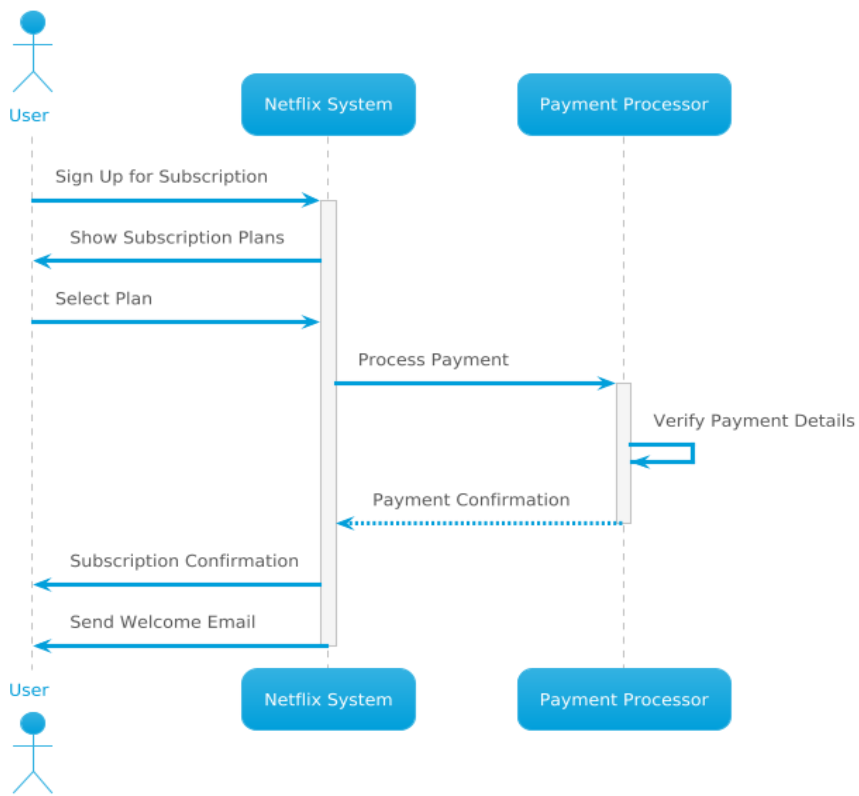 User
Netflix System
Payment Processor
Sign Up for Subscription
Show Subscription Plans
Select Plan
Process Payment
Verify Payment Details
Payment Confirmation
Subscription Confirmation
Send Welcome Email
User
Netflix System
Payment Processor